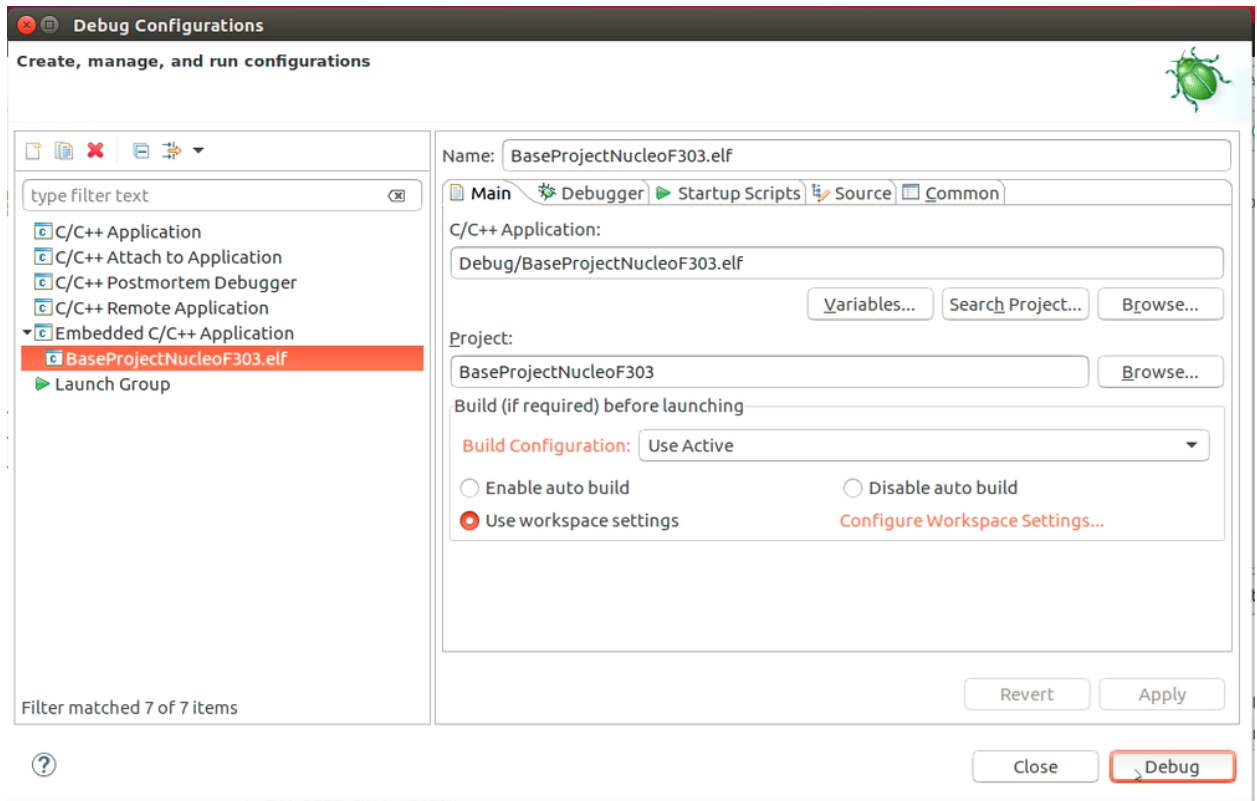 Debug Configurations
Create, manage, and run configurations
type filter text
C/C++ Application
C/C++ Attach to Application
C/C++ Postmortem Debugger
C/C++ Remote Application
Embedded C/C++ Application
BaseProjectNucleoF303.elf
Launch Group
Filter matched 7 of 7 items
Name: BaseProjectNucleoF303.elf
Main Debugger Startup Scripts Source Common
C/C++ Application:
Debug/BaseProjectNucleoF303.elf
Variables... Search Project... Browse...
Project:
BaseProjectNucleoF303 Browse...
Build (if required) before launching
Build Configuration: Use Active
Enable auto build Disable auto build
Use workspace settings Configure Workspace Settings...
Revert Apply
? Close Debug